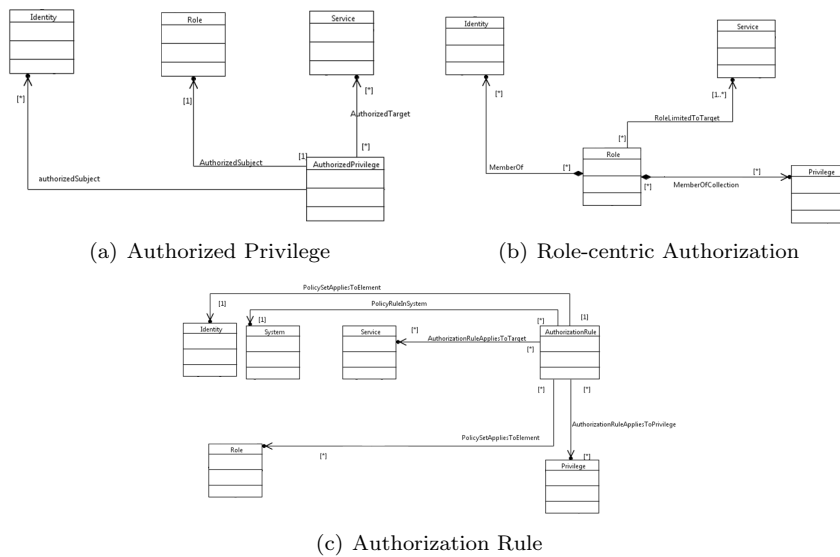 Identity
Role
Service
[*]
[1]
[*]
AuthorizedTarget
[*]
[1]
AuthorizedSubject
AuthorizedPrivilege
authorizedSubject
(a) Authorized Privilege
Identity
Service
[*]
[1..*]
RoleLimitedToTarget
[*]
Role
MemberOf
[*]
[*]
Privilege
[*]
MemberOfCollection
(b) Role-centric Authorization
PolicySetAppliesToElement
[1]
PolicyRuleInSystem
[1]
[*]
[1]
Identity
System
Service
[*]
AuthorizationRule
AuthorizationRuleAppliesToTarget
[*]
[*]
[*]
AuthorizationRuleAppliesToPrivilege
PolicySetAppliesToElement
Role
[*]
[*]
Privilege
(c) Authorization Rule